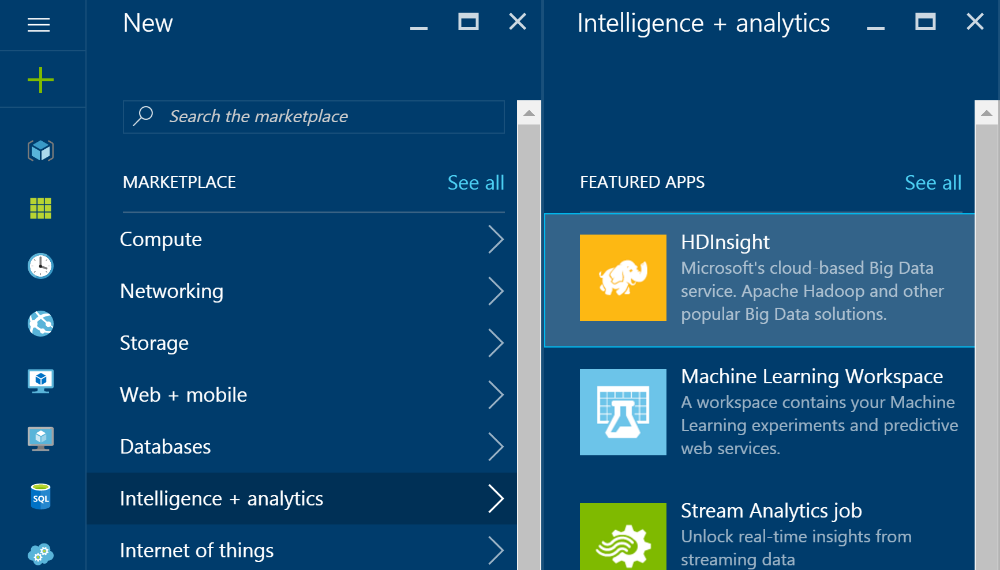 New
Search the marketplace
MARKETPLACE
See all
Compute
Networking
Storage
Web + mobile
Databases
Intelligence + analytics
Internet of things
SQL
Intelligence + analytics
FEATURED APPS
See all
HDInsight
Microsoft's cloud-based Big Data
service. Apache Hadoop and other
popular Big Data solutions.
Machine Learning Workspace
A workspace contains your Machine
Learning experiments and predictive
web services.
Stream Analytics job
Unlock real-time insights from
streaming data